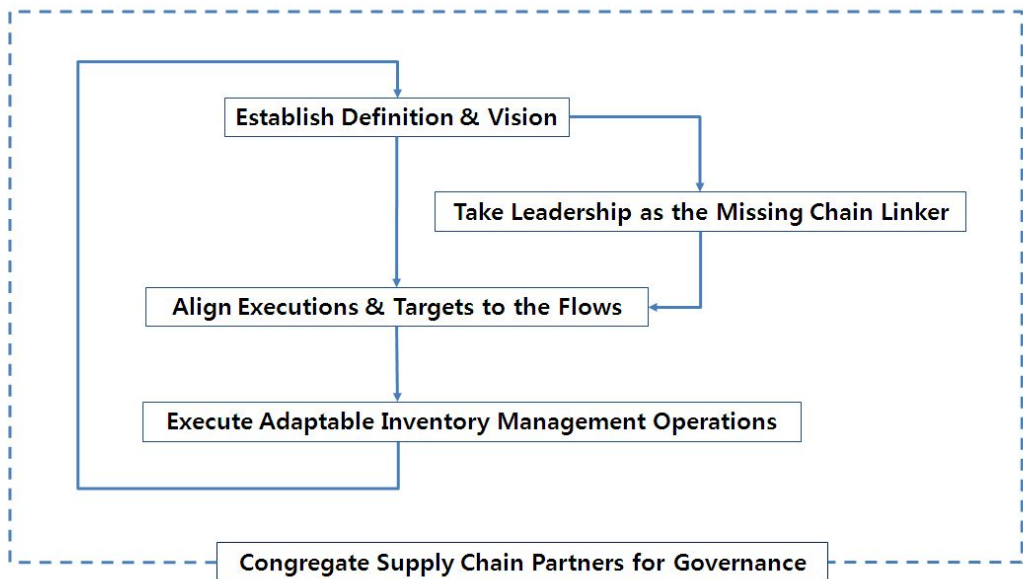 Establish Definition & Vision
Take Leadership as the Missing Chain Linker
Align Executions & Targets to the Flows
Execute Adaptable Inventory Management Operations
Congregate Supply Chain Partners for Governance